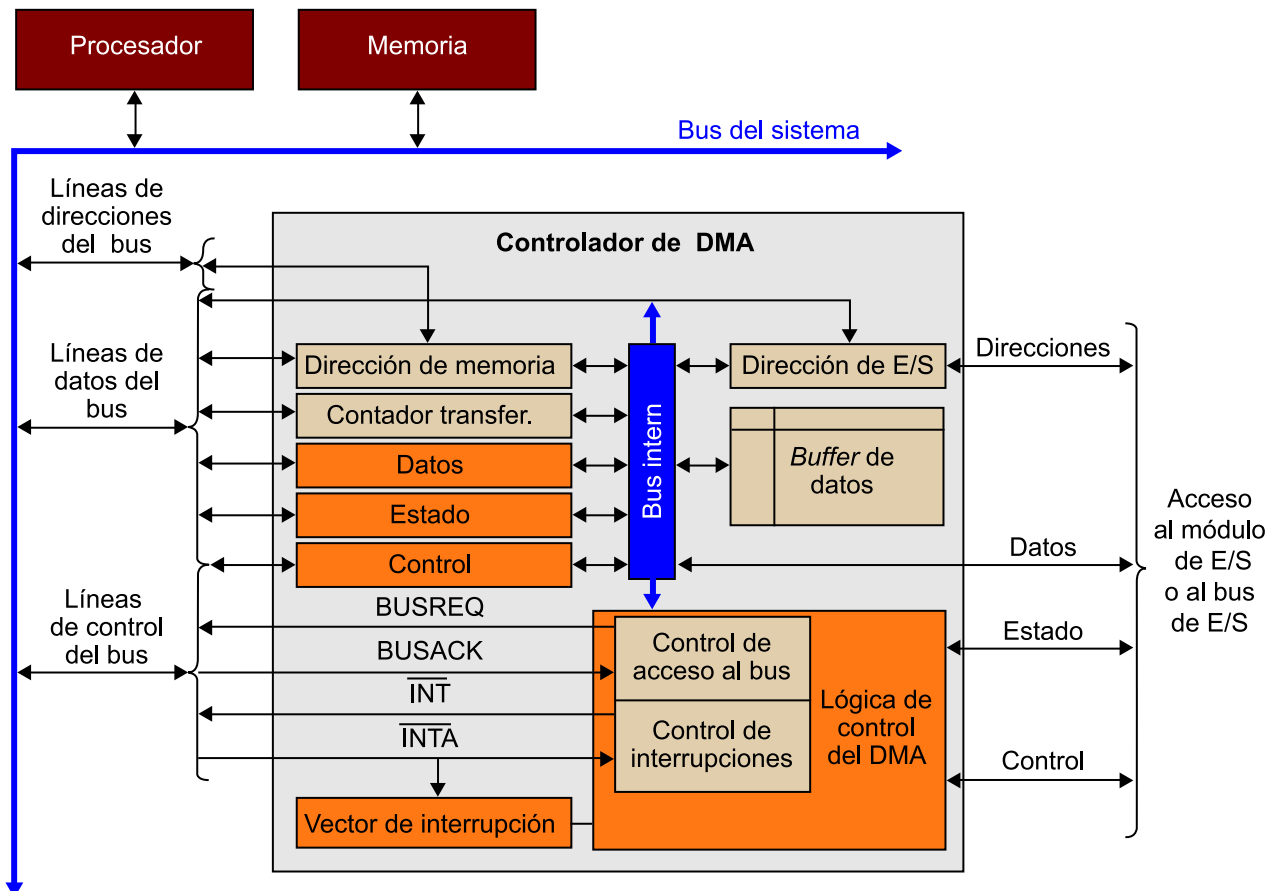 Procesador
Memoria
Bus del sistema
Líneas de
direcciones
del bus
Controlador de DMA
Líneas de
datos del
bus
Dirección de memoria
Contador transfer.
Datos
Estado
Control
Bus intern
Dirección de E/S
Buffer de
datos
Direcciones
Datos
Estado
Control
Acceso
al módulo
de E/S
o al bus
de E/S
Líneas
de control
del bus
BUSREQ
BUSACK
INT
INTA
Control de
acceso al bus
Control de
interrupciones
Lógica de
control
del DMA
Vector de interrupción